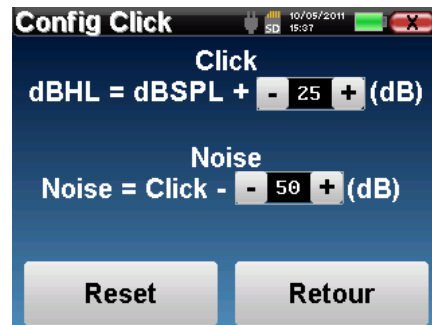 Config Click
SD
10/05/2011
15:37
X
Click
dBHL = dBSPL + - 25 + (dB)
Noise
Noise = Click - - 50 + (dB)
Reset
Retour